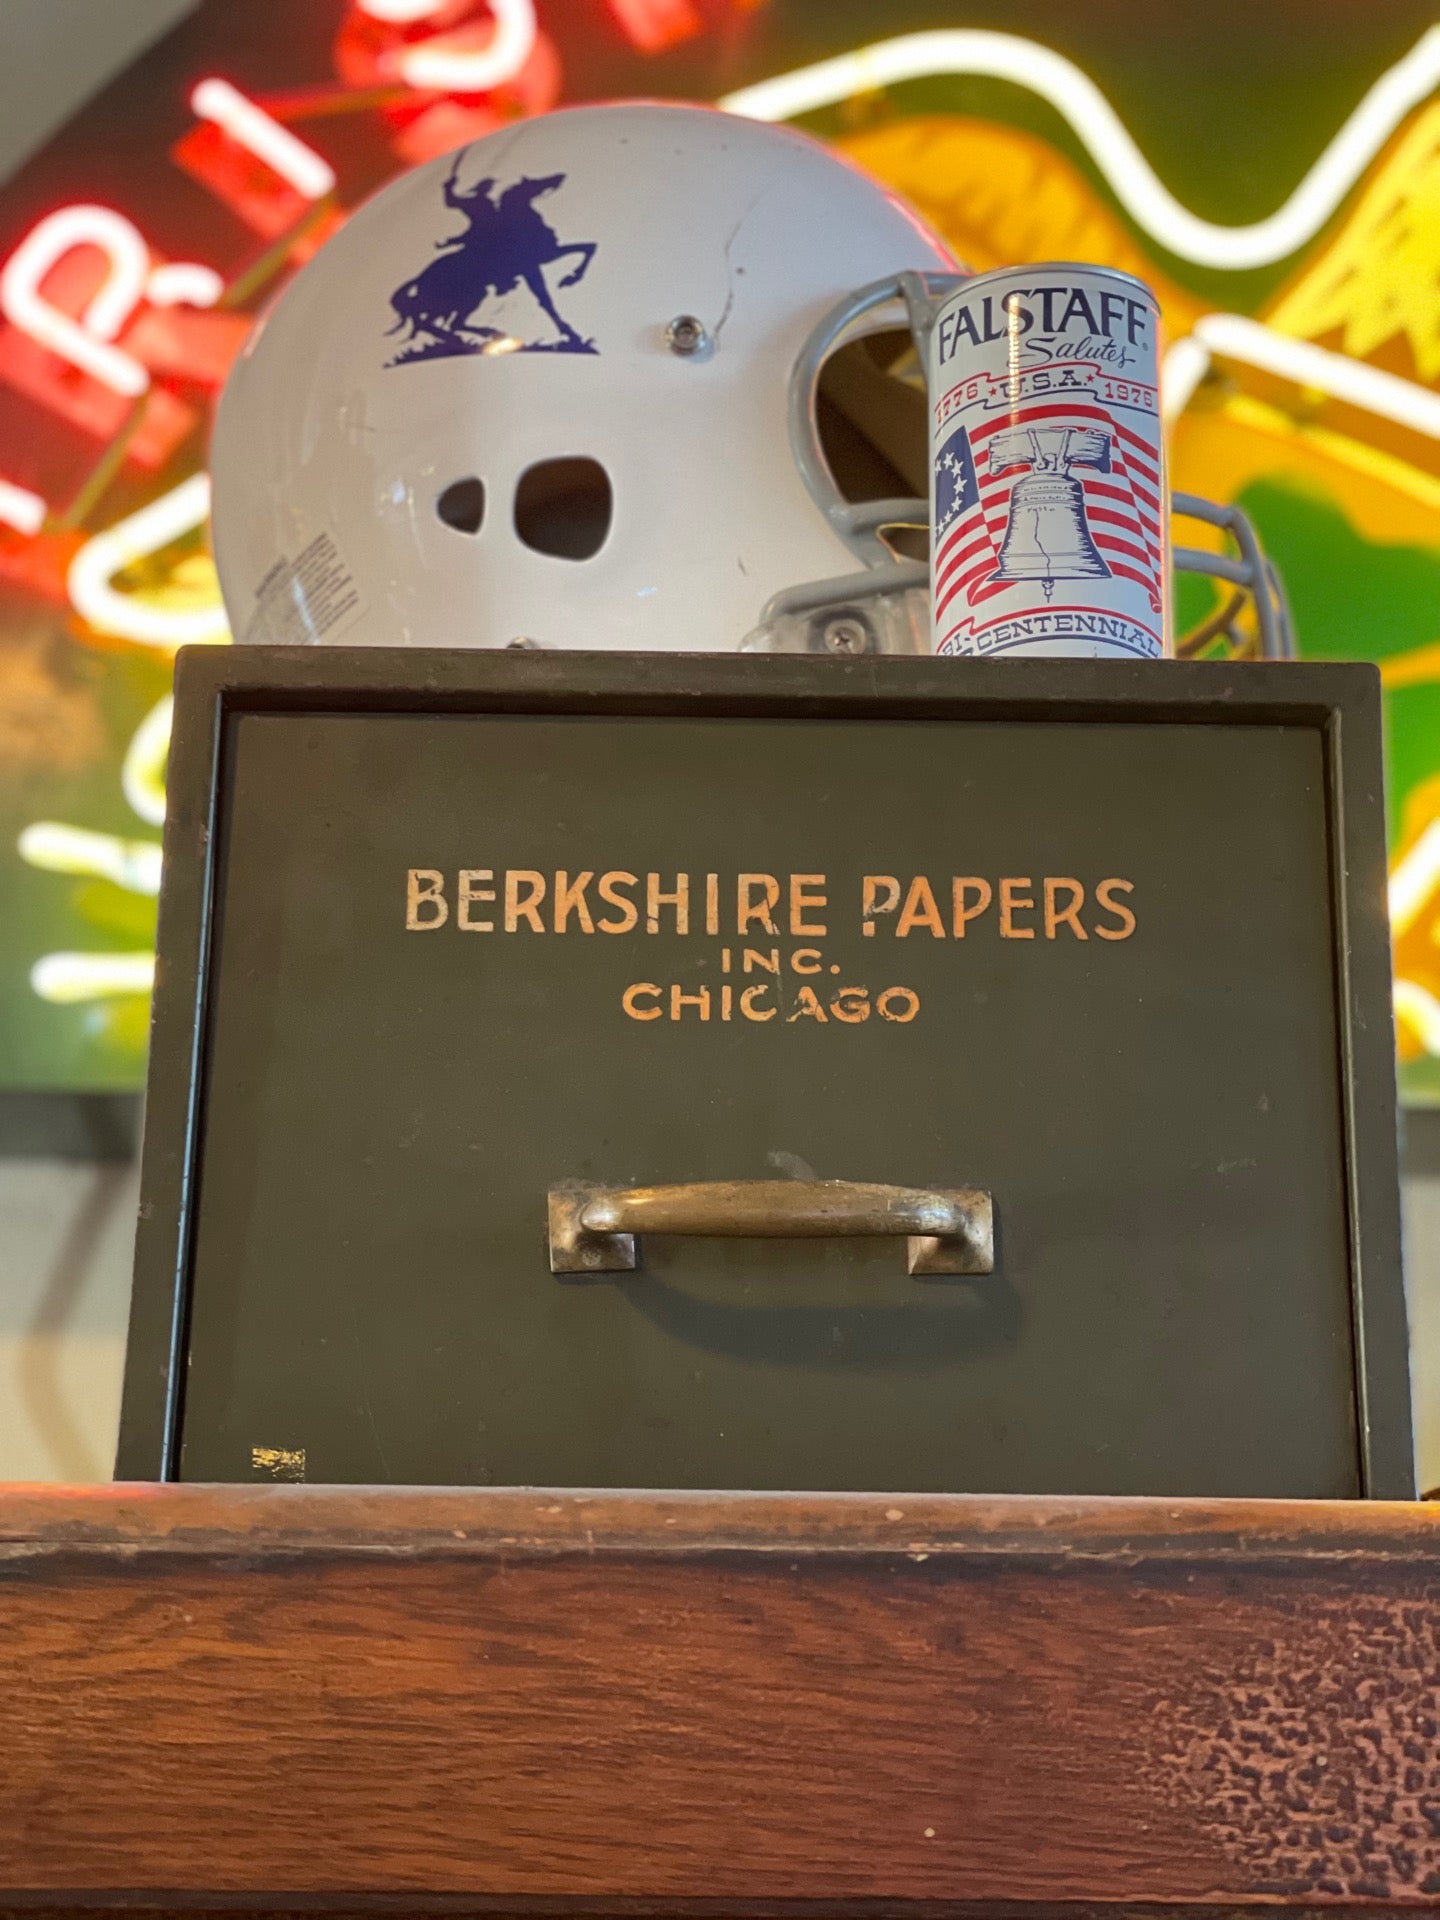 FALSTAFF
Salutes
1776 ★ U.S.A. ★ 1976
BI-CENTENNIAL
BERKSHIRE PAPERS
INC.
CHICAGO